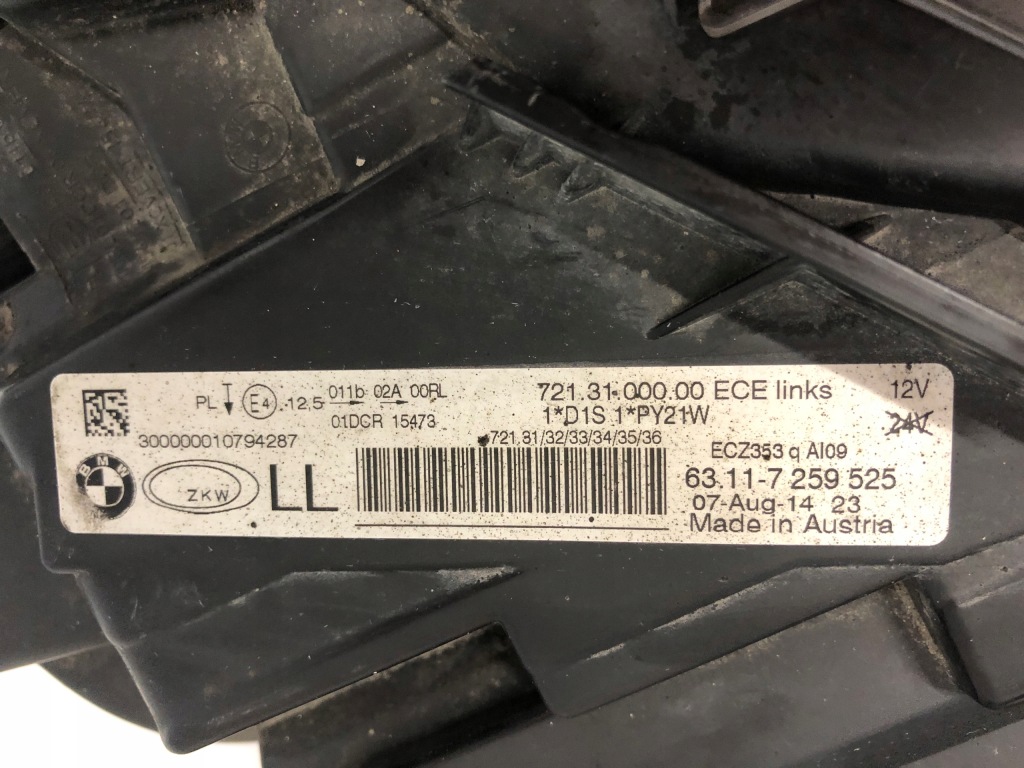 PL E4 12,5 011b 02A 00RL
01DCR 15473
721.31.000.00 ECE links 12V
1*D1S 1*PY21W 24V
300000010794287
721.31/32/33/34/35/36
ECZ353 q AI09
BMW ZKW LL
63.11-7 259 525
07-Aug-14 23
Made in Austria